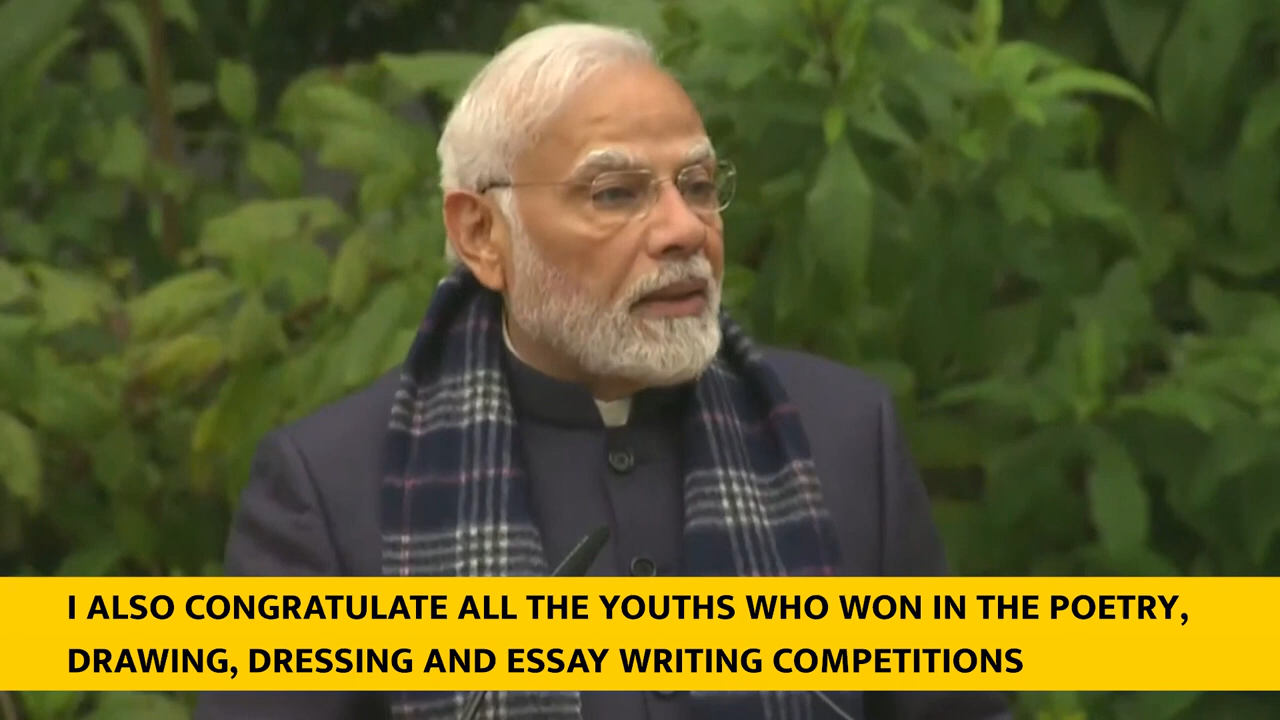 I ALSO CONGRATULATE ALL THE YOUTHS WHO WON IN THE POETRY,
DRAWING, DRESSING AND ESSAY WRITING COMPETITIONS